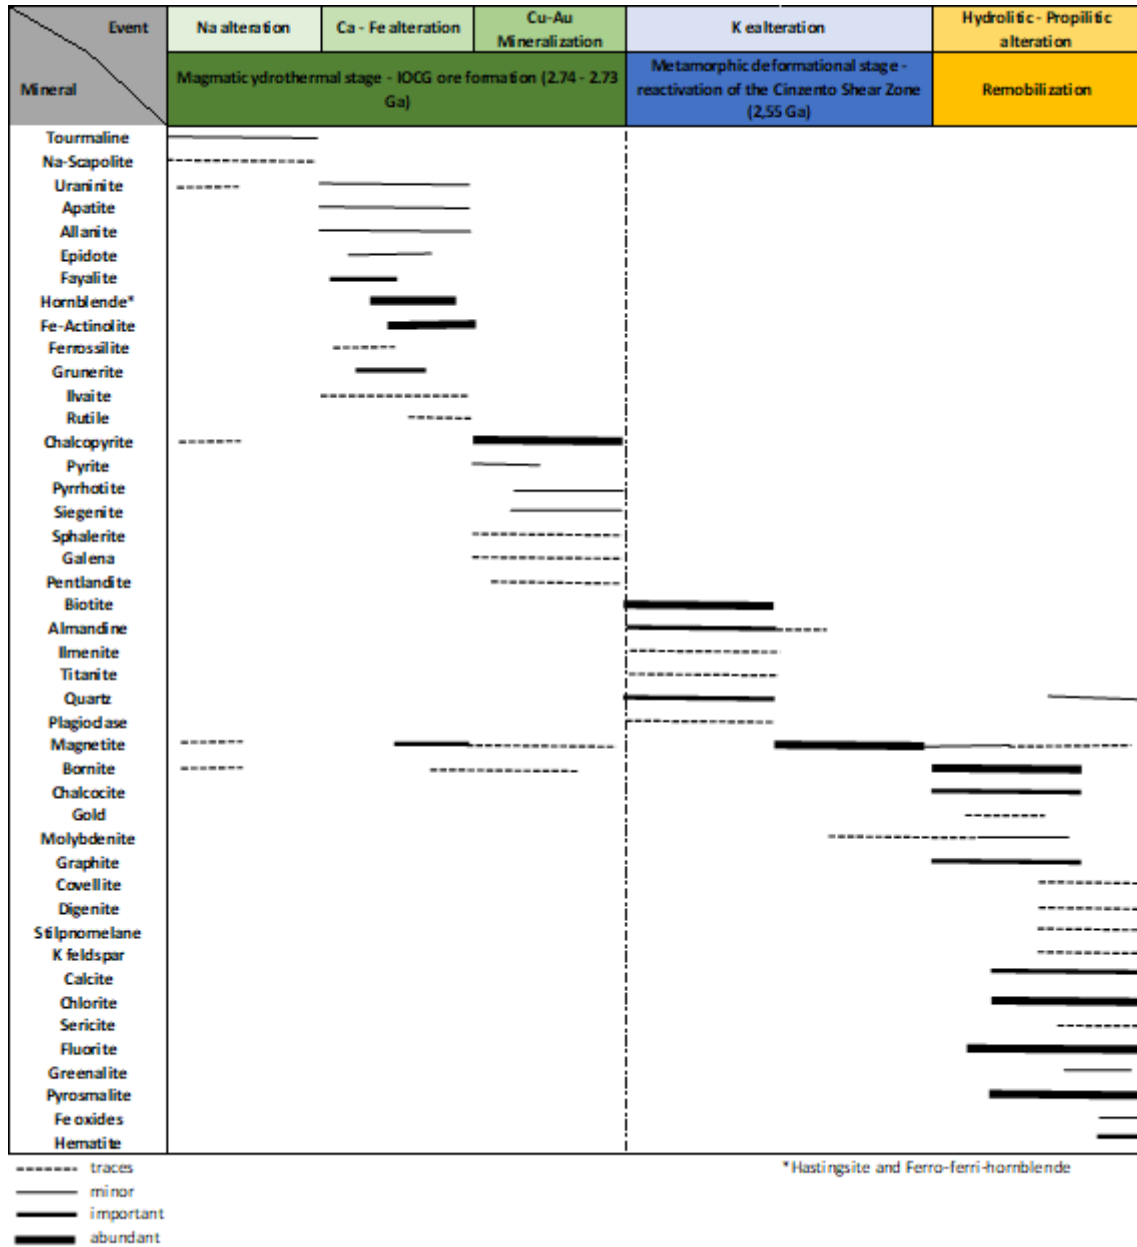 Event
Na alteration
Ca - Fe alteration
Cu-Au
Mineralization
K ealteration
Hydrolitic - Propilitic
alteration
Mineral
Magmatic ydrothermal stage - IOCG ore formation (2.74 - 2.73
Ga)
Metamorphic deformational stage -
reactivation of the Cinzento Shear Zone
(2,55 Ga)
Remobilization
Tourmaline
Na-Scapolite
Uraninite
Apatite
Allanite
Epidote
Fayalite
Hornblende*
Fe-Actinolite
Ferrossilite
Grunerite
Ilvaite
Rutile
Chalcopyrite
Pyrite
Pyrrhotite
Siegenite
Sphalerite
Galena
Pentlandite
Biotite
Almandine
Ilmenite
Titanite
Quartz
Plagioclase
Magnetite
Bornite
Chalcocite
Gold
Molybdenite
Graphite
Covellite
Digenite
Stilpnomelane
K feldspar
Calcite
Chlorite
Sericite
Fluorite
Greenalite
Pyrosmalite
Fe oxides
Hematite
traces
minor
important
abundant
*Hastingsite and Ferro-ferri-hornblende